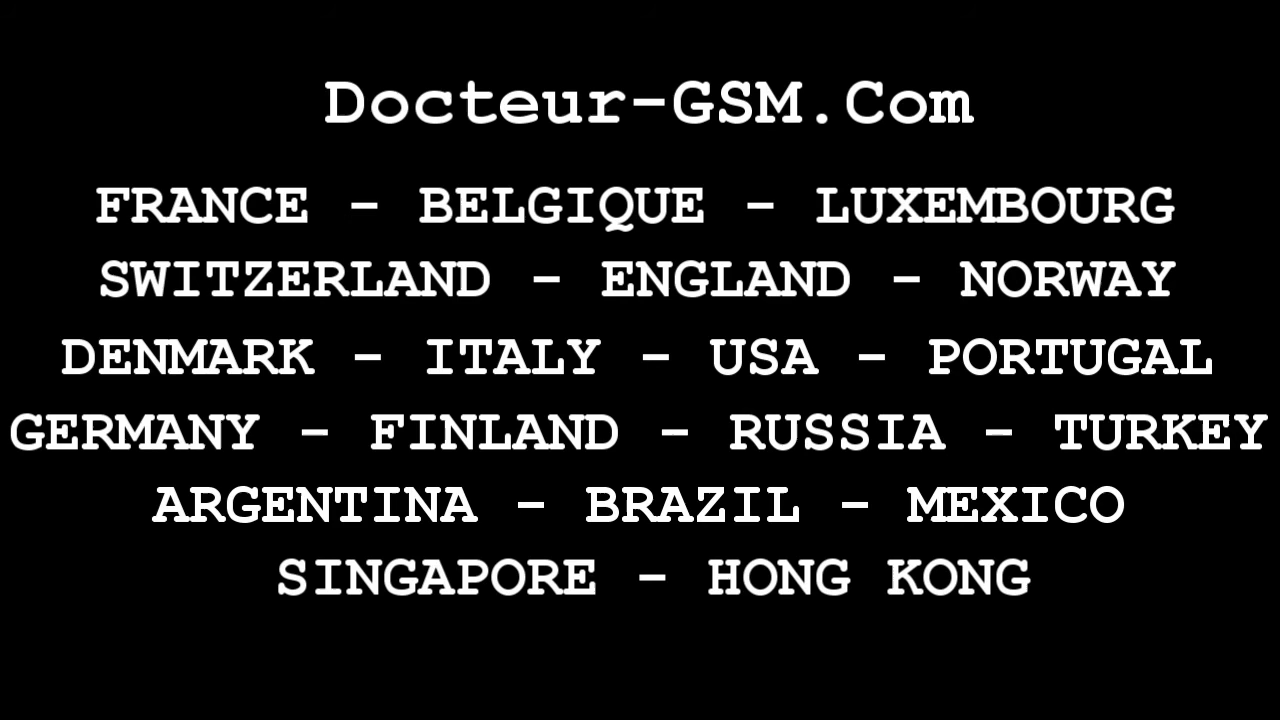 Docteur-GSM.Com
FRANCE - BELGIQUE - LUXEMBOURG
SWITZERLAND - ENGLAND - NORWAY
DENMARK - ITALY - USA - PORTUGAL
GERMANY - FINLAND - RUSSIA - TURKEY
ARGENTINA - BRAZIL - MEXICO
SINGAPORE - HONG KONG